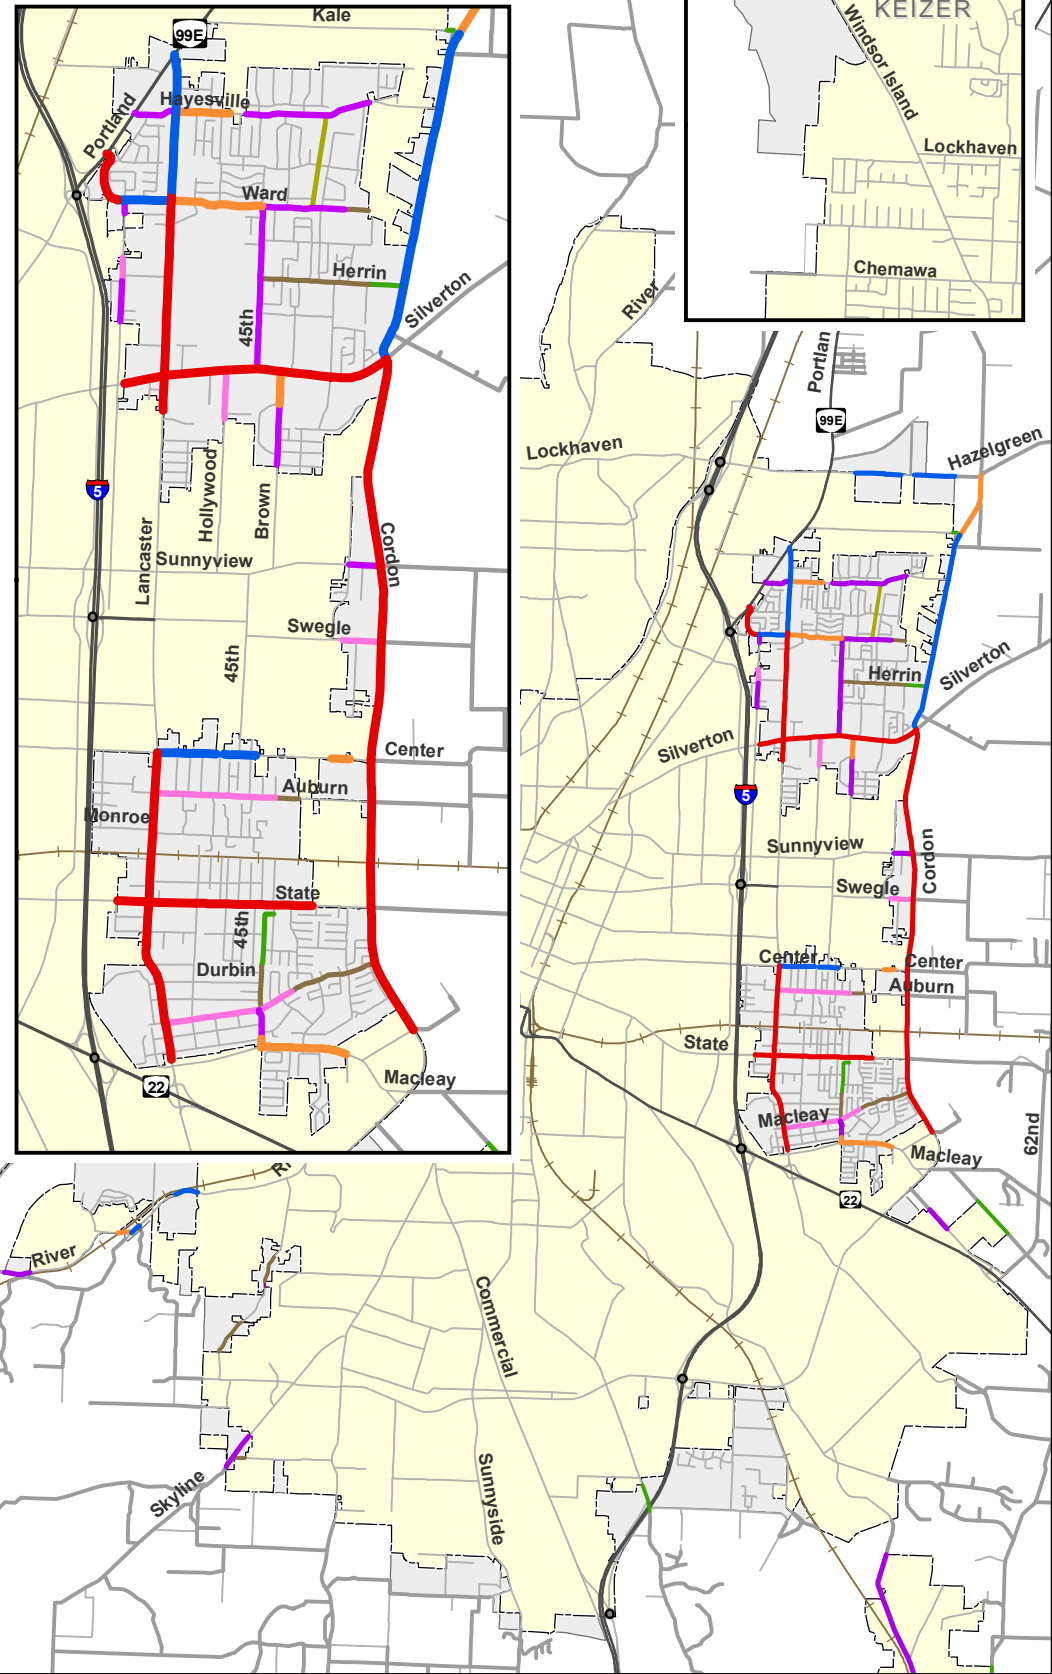 Kale
99E
Hayesville
Portland
Ward
Herrin
Silverton
45th
5
Hollywood
Brown
Lancaster
Sunnyview
Cordon
Swegle
45th
Center
Auburn
Monroe
State
45th
Durbin
Macleay
22
KEIZER
Windsor Island
Lockhaven
Chemawa
River
Portlan
99E
Lockhaven
Hazelgreen
Herrin
Silverton
Silverton
5
Sunnyview
Cordon
Swegle
Center
Center
Auburn
State
Macleay
62nd
Macleay
22
Ri
River
Commercial
Skyline
Sunnyside